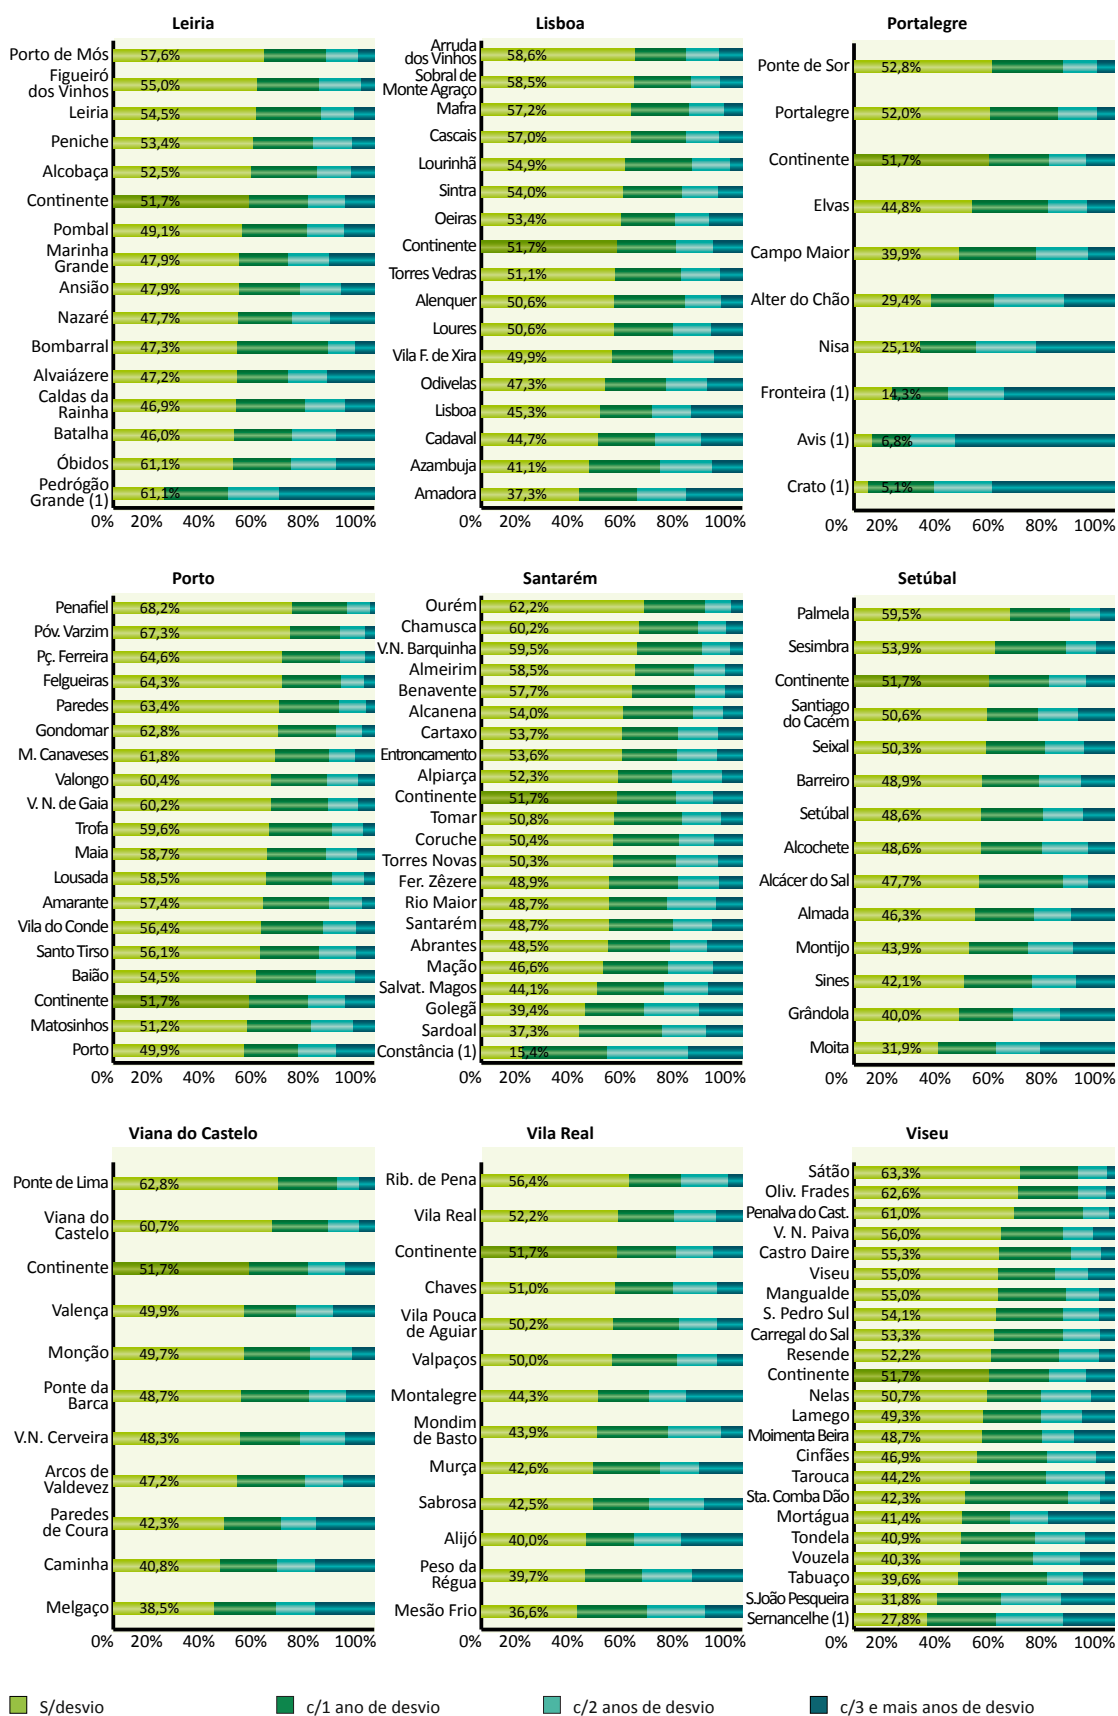 Leiria
Porto de Mós 57,6%
Figueiró
dos Vinhos 55,0%
Leiria 54,5%
Peniche 53,4%
Alcobaça 52,5%
Continente 51,7%
Pombal 49,1%
Marinha
Grande 47,9%
Ansião 47,9%
Nazaré 47,7%
Bombarral 47,3%
Alvaiázere 47,2%
Caldas da
Rainha 46,9%
Batalha 46,0%
Óbidos 61,1%
Pedrógão
Grande (1) 61,1%
0% 20% 40% 60% 80% 100%
Lisboa
Arruda
dos Vinhos 58,6%
Sobral de
Monte Agraço 58,5%
Mafra 57,2%
Cascais 57,0%
Lourinhã 54,9%
Sintra 54,0%
Oeiras 53,4%
Continente 51,7%
Torres Vedras 51,1%
Alenquer 50,6%
Loures 50,6%
Vila F. de Xira 49,9%
Odivelas 47,3%
Lisboa 45,3%
Cadaval 44,7%
Azambuja 41,1%
Amadora 37,3%
0% 20% 40% 60% 80% 100%
Portalegre
Ponte de Sor 52,8%
Portalegre 52,0%
Continente 51,7%
Elvas 44,8%
Campo Maior 39,9%
Alter do Chão 29,4%
Nisa 25,1%
Fronteira (1) 14,3%
Avis (1) 6,8%
Crato (1) 5,1%
0% 20% 40% 60% 80% 100%
Porto
Penafiel 68,2%
Póv. Varzim 67,3%
Pç. Ferreira 64,6%
Felgueiras 64,3%
Paredes 63,4%
Gondomar 62,8%
M. Canaveses 61,8%
Valongo 60,4%
V. N. de Gaia 60,2%
Trofa 59,6%
Maia 58,7%
Lousada 58,5%
Amarante 57,4%
Vila do Conde 56,4%
Santo Tirso 56,1%
Baião 54,5%
Continente 51,7%
Matosinhos 51,2%
Porto 49,9%
0% 20% 40% 60% 80% 100%
Santarém
Ourém 62,2%
Chamusca 60,2%
V.N. Barquinha 59,5%
Almeirim 58,5%
Benavente 57,7%
Alcanena 54,0%
Cartaxo 53,7%
Entroncamento 53,6%
Alpiarça 52,3%
Continente 51,7%
Tomar 50,8%
Coruche 50,4%
Torres Novas 50,3%
Fer. Zêzere 48,9%
Rio Maior 48,7%
Santarém 48,7%
Abrantes 48,5%
Mação 46,6%
Salvat. Magos 44,1%
Golegã 39,4%
Sardoal 37,3%
Constância (1) 15,4%
0% 20% 40% 60% 80% 100%
Setúbal
Palmela 59,5%
Sesimbra 53,9%
Continente 51,7%
Santiago
do Cacém 50,6%
Seixal 50,3%
Barreiro 48,9%
Setúbal 48,6%
Alcochete 48,6%
Alcácer do Sal 47,7%
Almada 46,3%
Montijo 43,9%
Sines 42,1%
Grândola 40,0%
Moita 31,9%
0% 20% 40% 60% 80% 100%
Viana do Castelo
Ponte de Lima 62,8%
Viana do
Castelo 60,7%
Continente 51,7%
Valença 49,9%
Monção 49,7%
Ponte da
Barca 48,7%
V.N. Cerveira 48,3%
Arcos de
Valdevez 47,2%
Paredes
de Coura 42,3%
Caminha 40,8%
Melgaço 38,5%
0% 20% 40% 60% 80% 100%
Vila Real
Rib. de Pena 56,4%
Vila Real 52,2%
Continente 51,7%
Chaves 51,0%
Vila Pouca
de Aguiar 50,2%
Valpaços 50,0%
Montalegre 44,3%
Mondim
de Basto 43,9%
Murça 42,6%
Sabrosa 42,5%
Alijó 40,0%
Peso da
Régua 39,7%
Mesão Frio 36,6%
0% 20% 40% 60% 80% 100%
Viseu
Sátão 63,3%
Oliv. Frades 62,6%
Penalva do Cast. 61,0%
V. N. Paiva 56,0%
Castro Daire 55,3%
Viseu 55,0%
Mangualde 55,0%
S. Pedro Sul 54,1%
Carregal do Sal 53,3%
Resende 52,2%
Continente 51,7%
Nelas 50,7%
Lamego 49,3%
Moimenta Beira 48,7%
Cinfães 46,9%
Tarouca 44,2%
Sta. Comba Dão 42,3%
Mortágua 41,4%
Tondela 40,9%
Vouzela 40,3%
Tabuaço 39,6%
S.João Pesqueira 31,8%
Sernancelhe (1) 27,8%
0% 20% 40% 60% 80% 100%
S/desvio
c/1 ano de desvio
c/2 anos de desvio
c/3 e mais anos de desvio